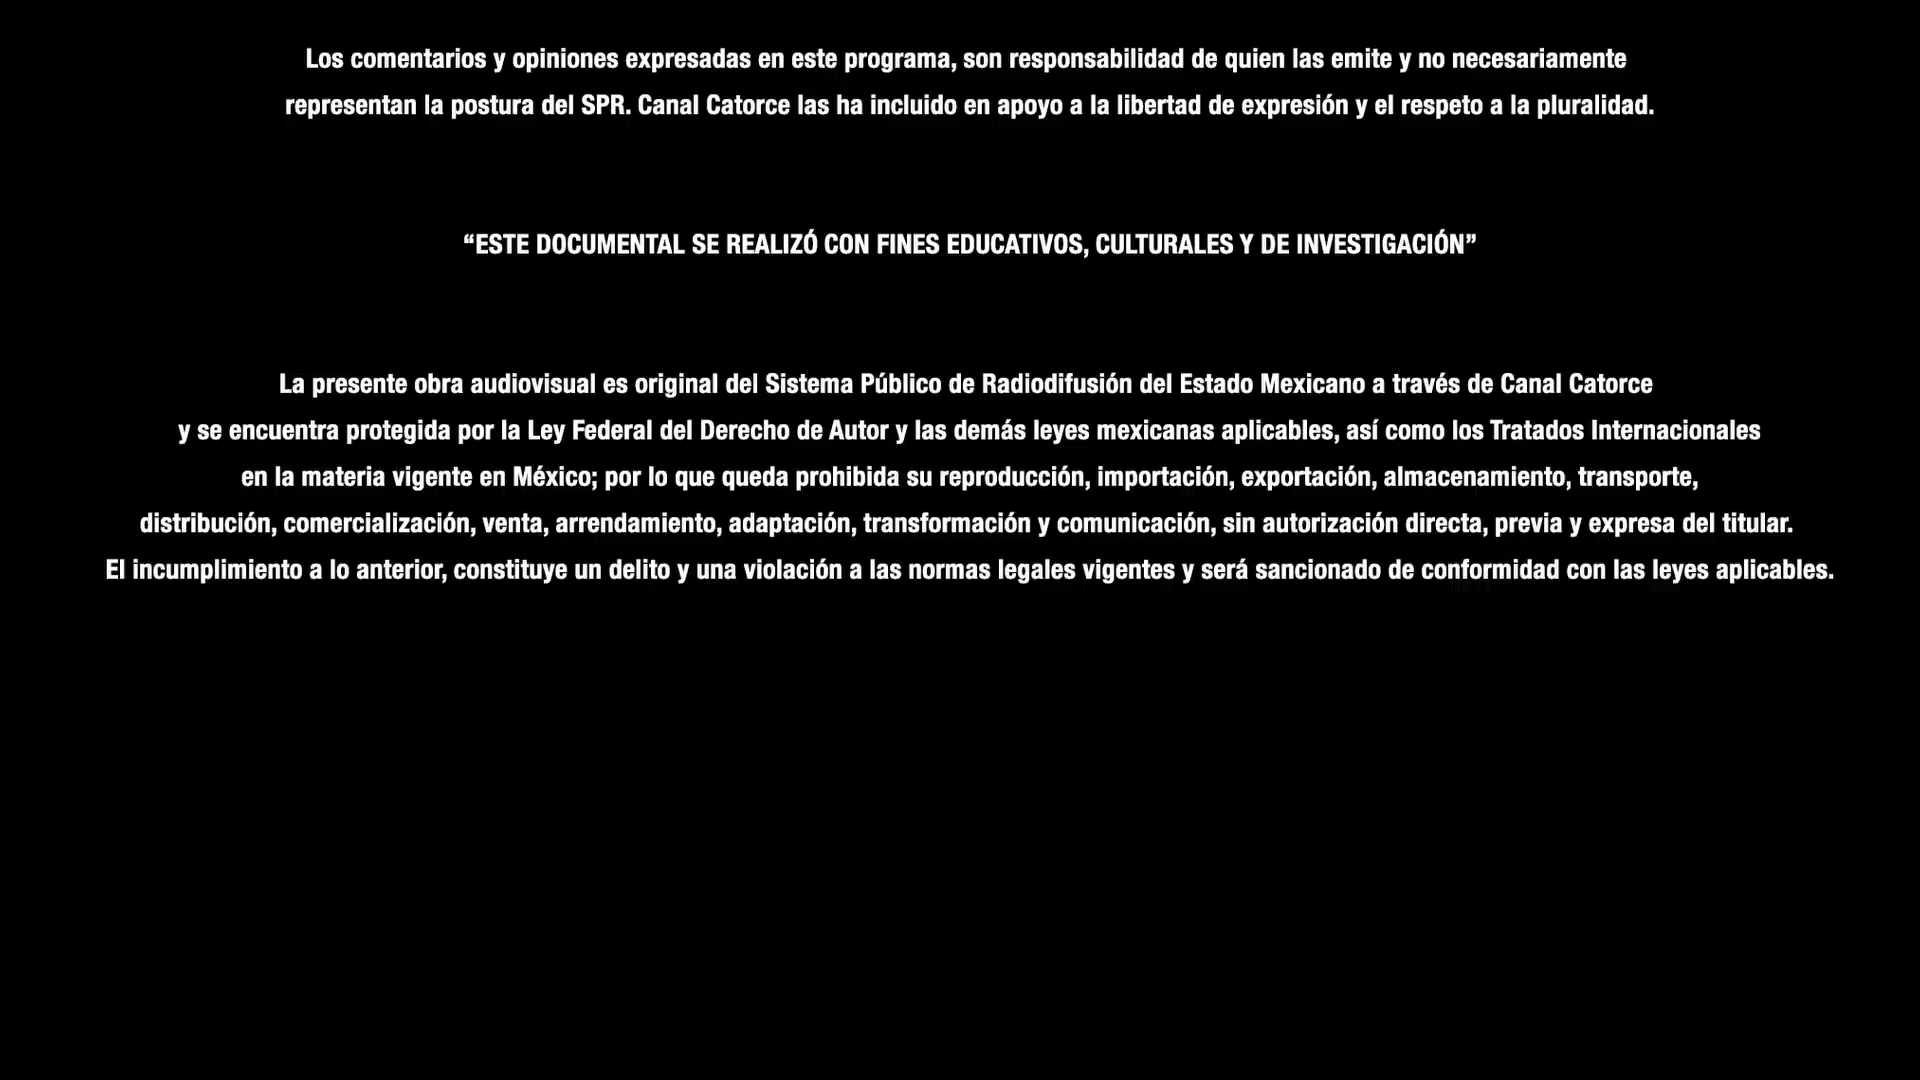 Los comentarios y opiniones expresadas en este programa, son responsabilidad de quien las emite y no necesariamente
representan la postura del SPR. Canal Catorce las ha incluido en apoyo a la libertad de expresión y el respeto a la pluralidad.
“ESTE DOCUMENTAL SE REALIZÓ CON FINES EDUCATIVOS, CULTURALES Y DE INVESTIGACIÓN”
La presente obra audiovisual es original del Sistema Público de Radiodifusión del Estado Mexicano a través de Canal Catorce
y se encuentra protegida por la Ley Federal del Derecho de Autor y las demás leyes mexicanas aplicables, así como los Tratados Internacionales
en la materia vigente en México; por lo que queda prohibida su reproducción, importación, exportación, almacenamiento, transporte,
distribución, comercialización, venta, arrendamiento, adaptación, transformación y comunicación, sin autorización directa, previa y expresa del titular.
El incumplimiento a lo anterior, constituye un delito y una violación a las normas legales vigentes y será sancionado de conformidad con las leyes aplicables.